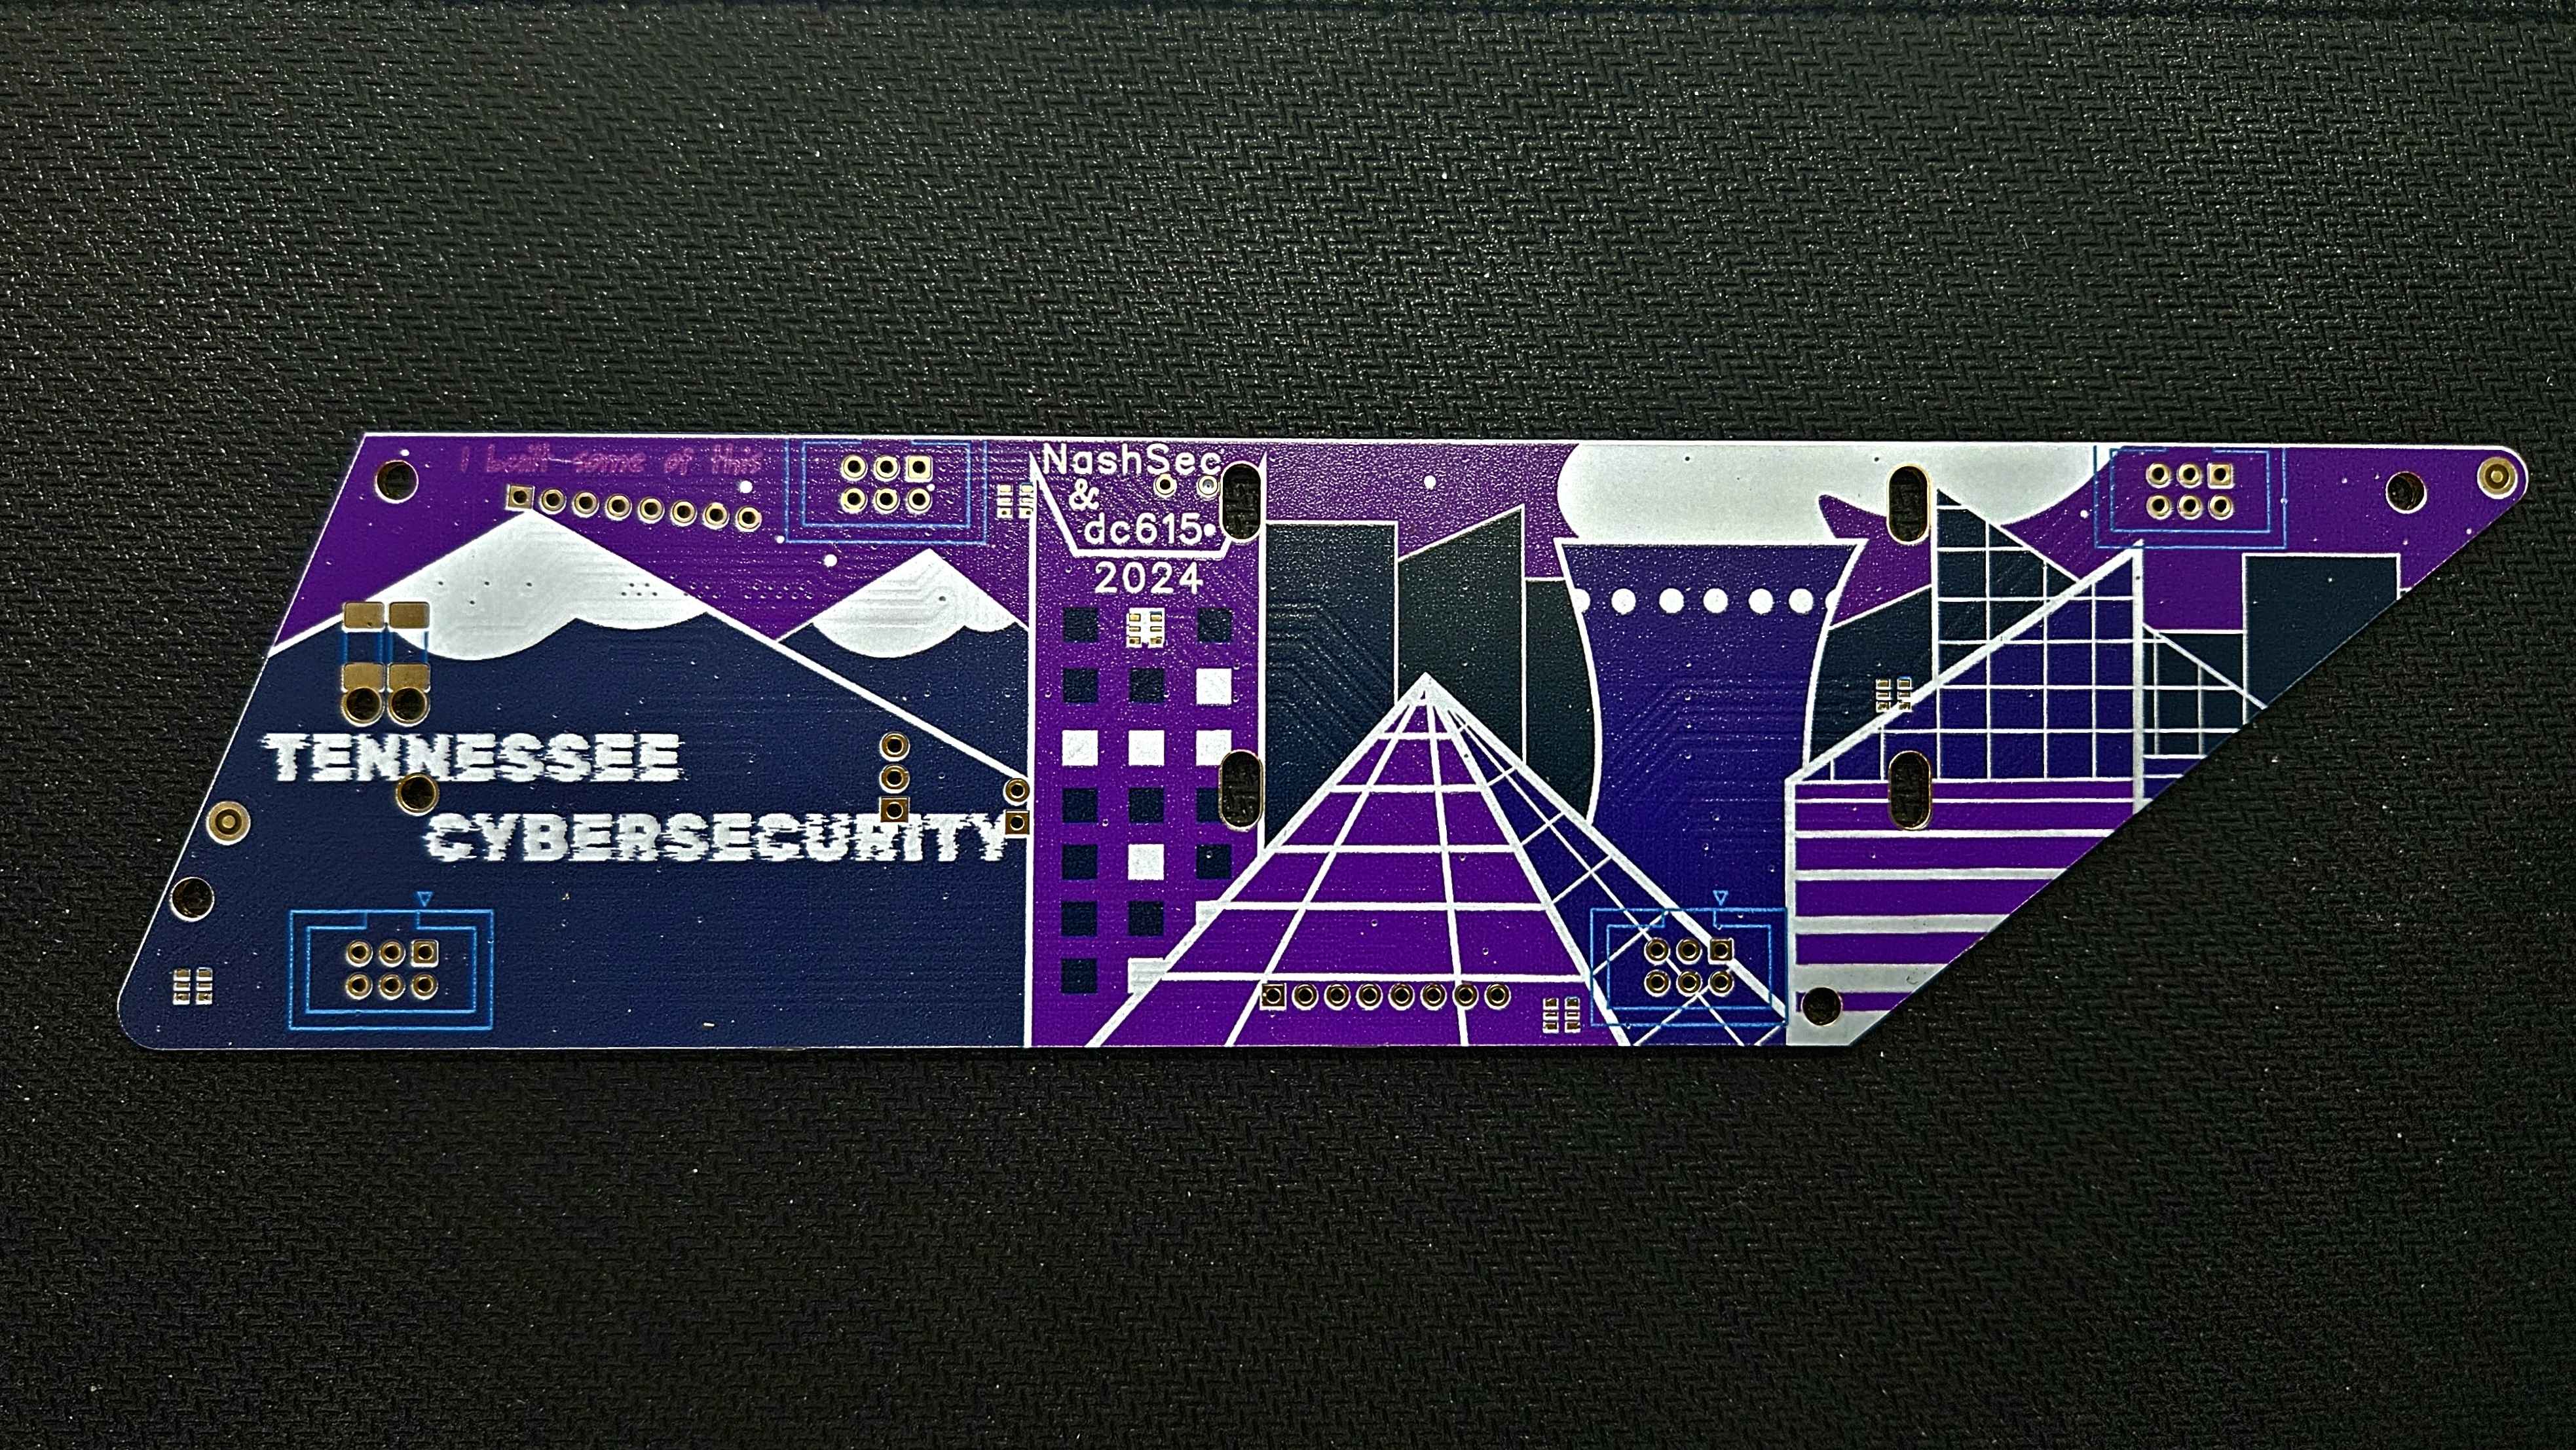 I built some of this
NashSec
&
dc615
2024
TENNESSEE
CYBERSECURITY